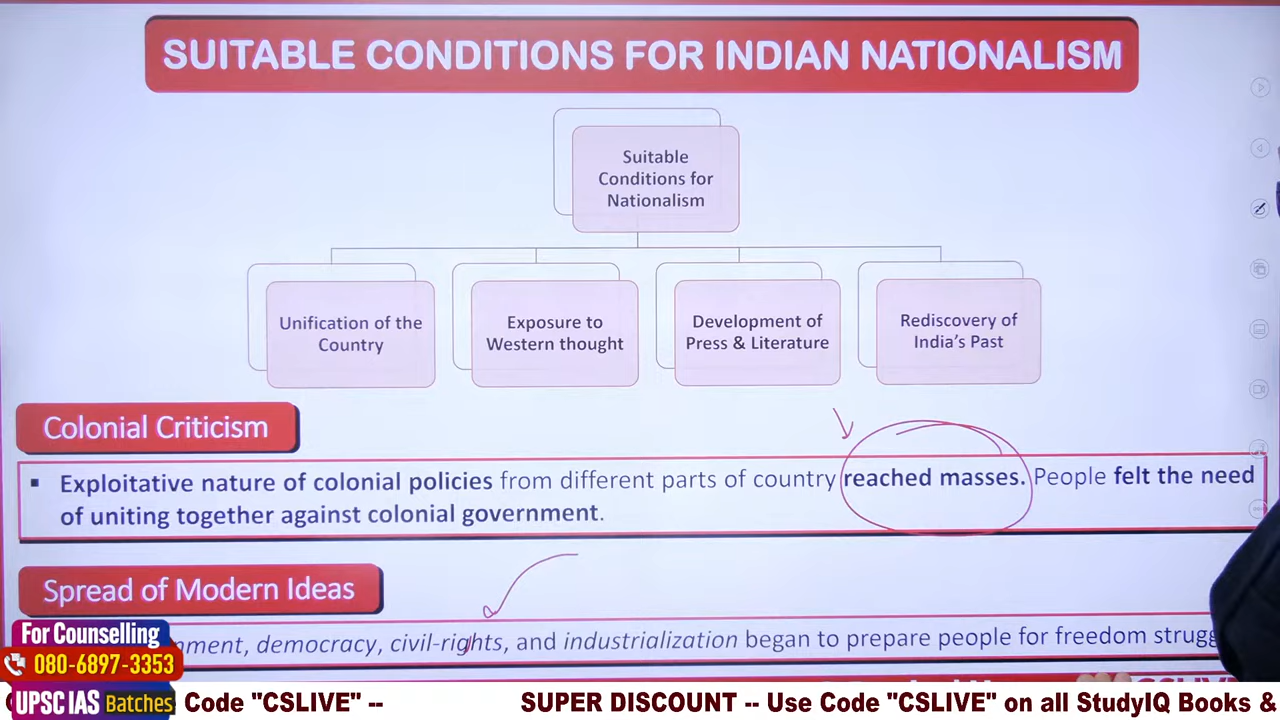 SUITABLE CONDITIONS FOR INDIAN NATIONALISM
Suitable
Conditions for
Nationalism
Unification of the
Country
Exposure to
Western thought
Development of
Press & Literature
Rediscovery of
India's Past
Colonial Criticism
▪ Exploitative nature of colonial policies from different parts of country reached masses. People felt the need
of uniting together against colonial government.
Spread of Modern Ideas
democracy, civil-rights, and industrialization began to prepare people for freedom
For Counselling
080-6897-3353
UPSC IAS Batches
Code "CSLIVE" -- SUPER DISCOUNT -- Use Code "CSLIVE" on all StudyIQ Books &